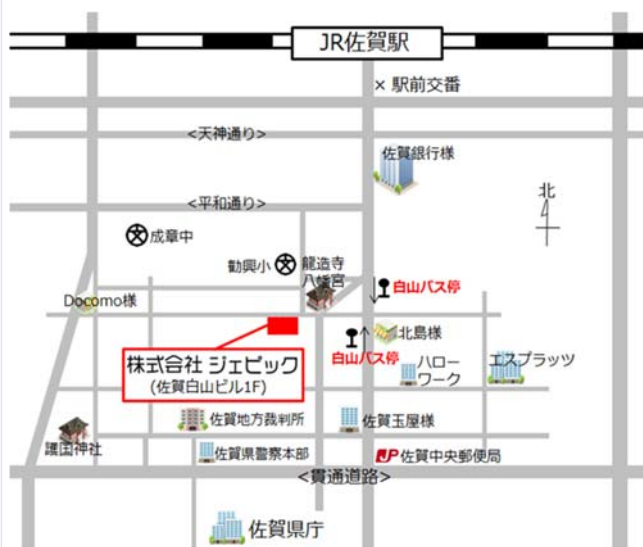 JR佐賀駅
× 駅前交番
<天神通り>
佐賀銀行様
<平和通り>
北
成章中
勧興小
龍造寺
八幡宮
白山バス停
Docomo様
北島様
白山バス停
株式会社 ジェピック
(佐賀白山ビル1F)
ハロー
ワーク
エスプラッツ
佐賀地方裁判所
佐賀玉屋様
護国神社
佐賀県警察本部
JP 佐賀中央郵便局
<貫通道路>
佐賀県庁